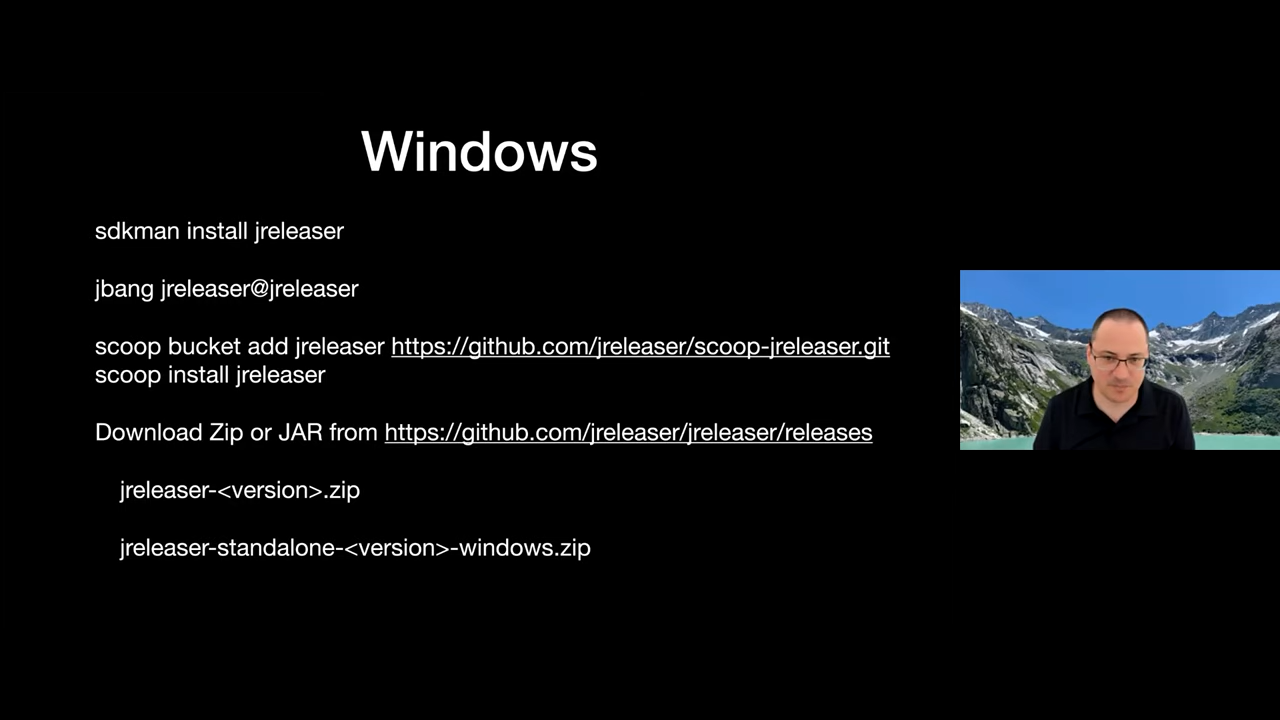 Windows
sdkman install jreleaser
jbang jreleaser@jreleaser
scoop bucket add jreleaser https://github.com/jreleaser/scoop-jreleaser.git
scoop install jreleaser
Download Zip or JAR from https://github.com/jreleaser/jreleaser/releases
jreleaser-<version>.zip
jreleaser-standalone-<version>-windows.zip